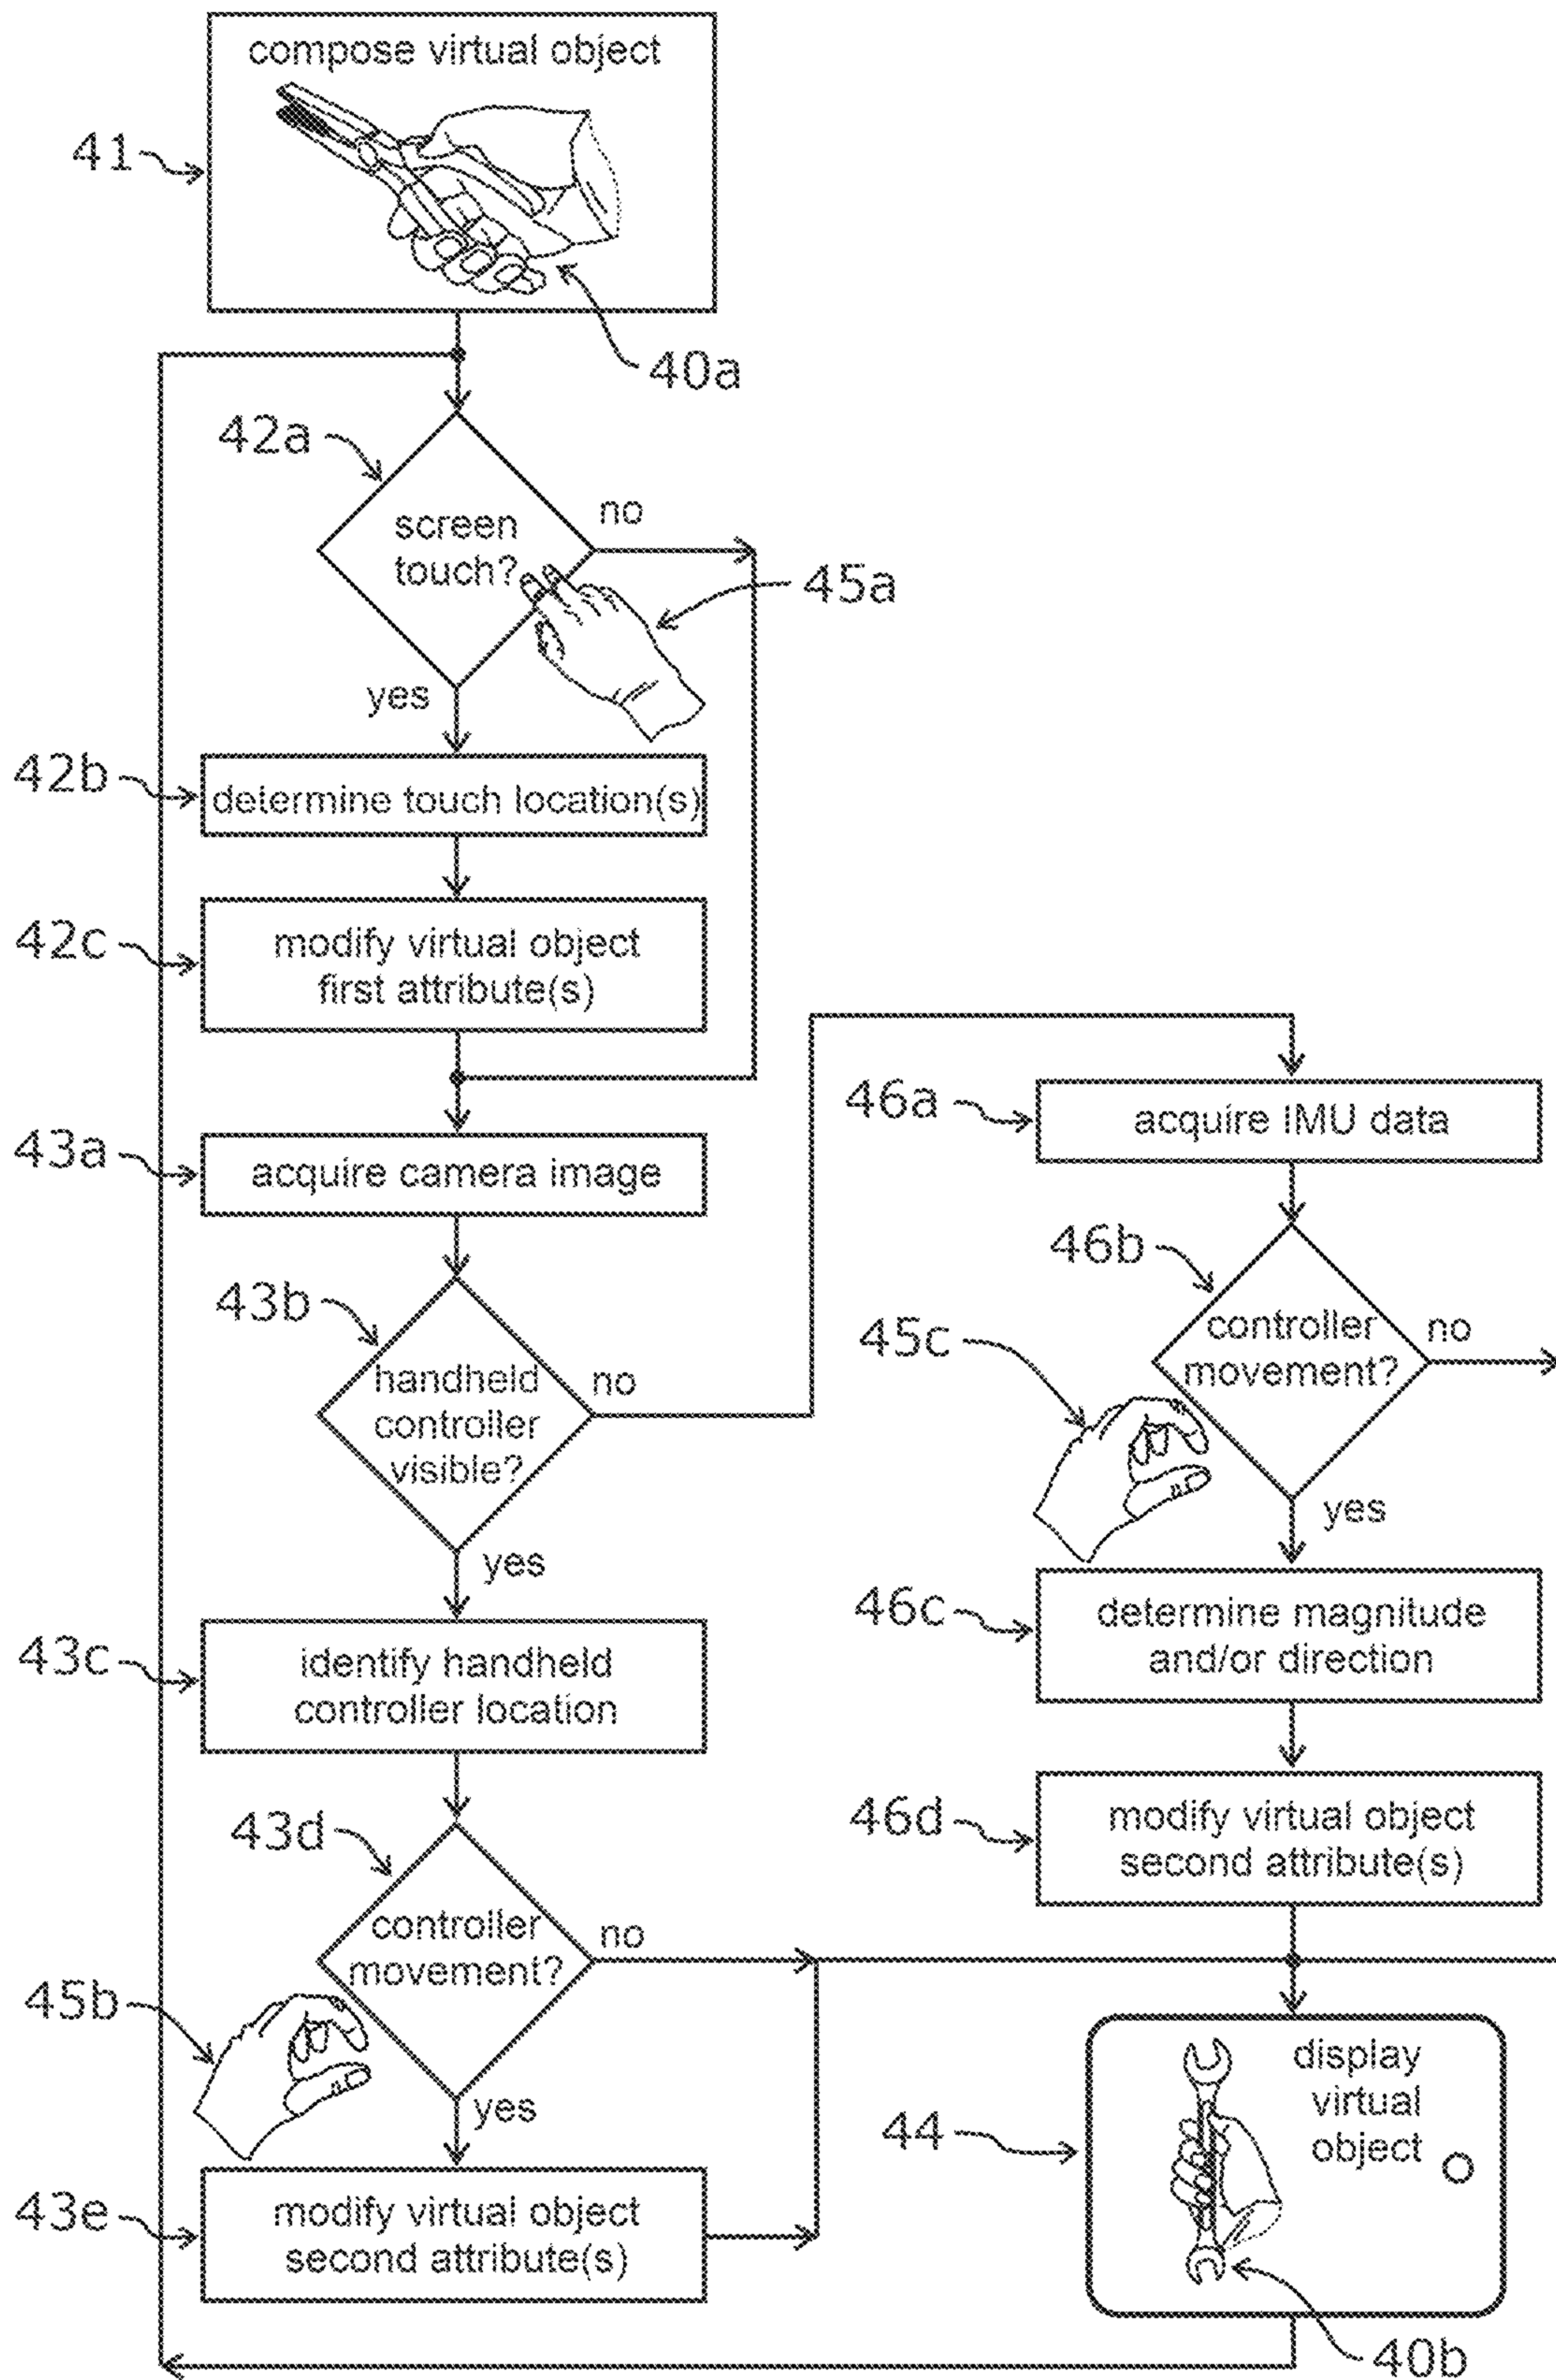 compose virtual object
41
40a
42a
screen
touch?
no
45a
yes
42b
determine touch location(s)
42c
modify virtual object
first attribute(s)
43a
acquire camera image
43b
handheld
controller
visible?
no
yes
43c
identify handheld
controller location
43d
controller
movement?
no
45b
yes
43e
modify virtual object
second attribute(s)
46a
acquire IMU data
46b
controller
movement?
no
45c
yes
46c
determine magnitude
and/or direction
46d
modify virtual object
second attribute(s)
display
virtual
object
44
40b